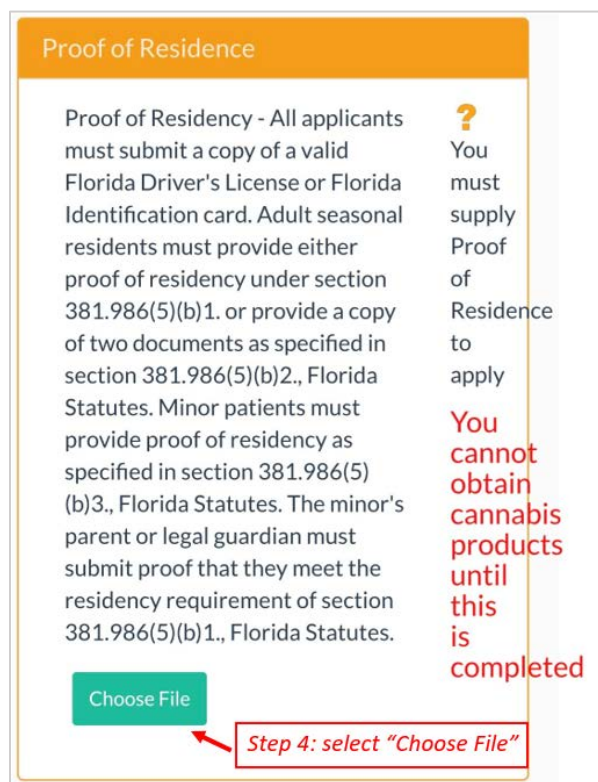 Proof of Residence
Proof of Residency - All applicants
must submit a copy of a valid
Florida Driver's License or Florida
Identification card. Adult seasonal
residents must provide either
proof of residency under section
381.986(5)(b)1. or provide a copy
of two documents as specified in
section 381.986(5)(b)2., Florida
Statutes. Minor patients must
provide proof of residency as
specified in section 381.986(5)
(b)3., Florida Statutes. The minor's
parent or legal guardian must
submit proof that they meet the
residency requirement of section
381.986(5)(b)1., Florida Statutes.
?
You
must
supply
Proof
of
Residence
to
apply
You
cannot
obtain
cannabis
products
until
this
is
completed
Choose File
Step 4: select “Choose File”